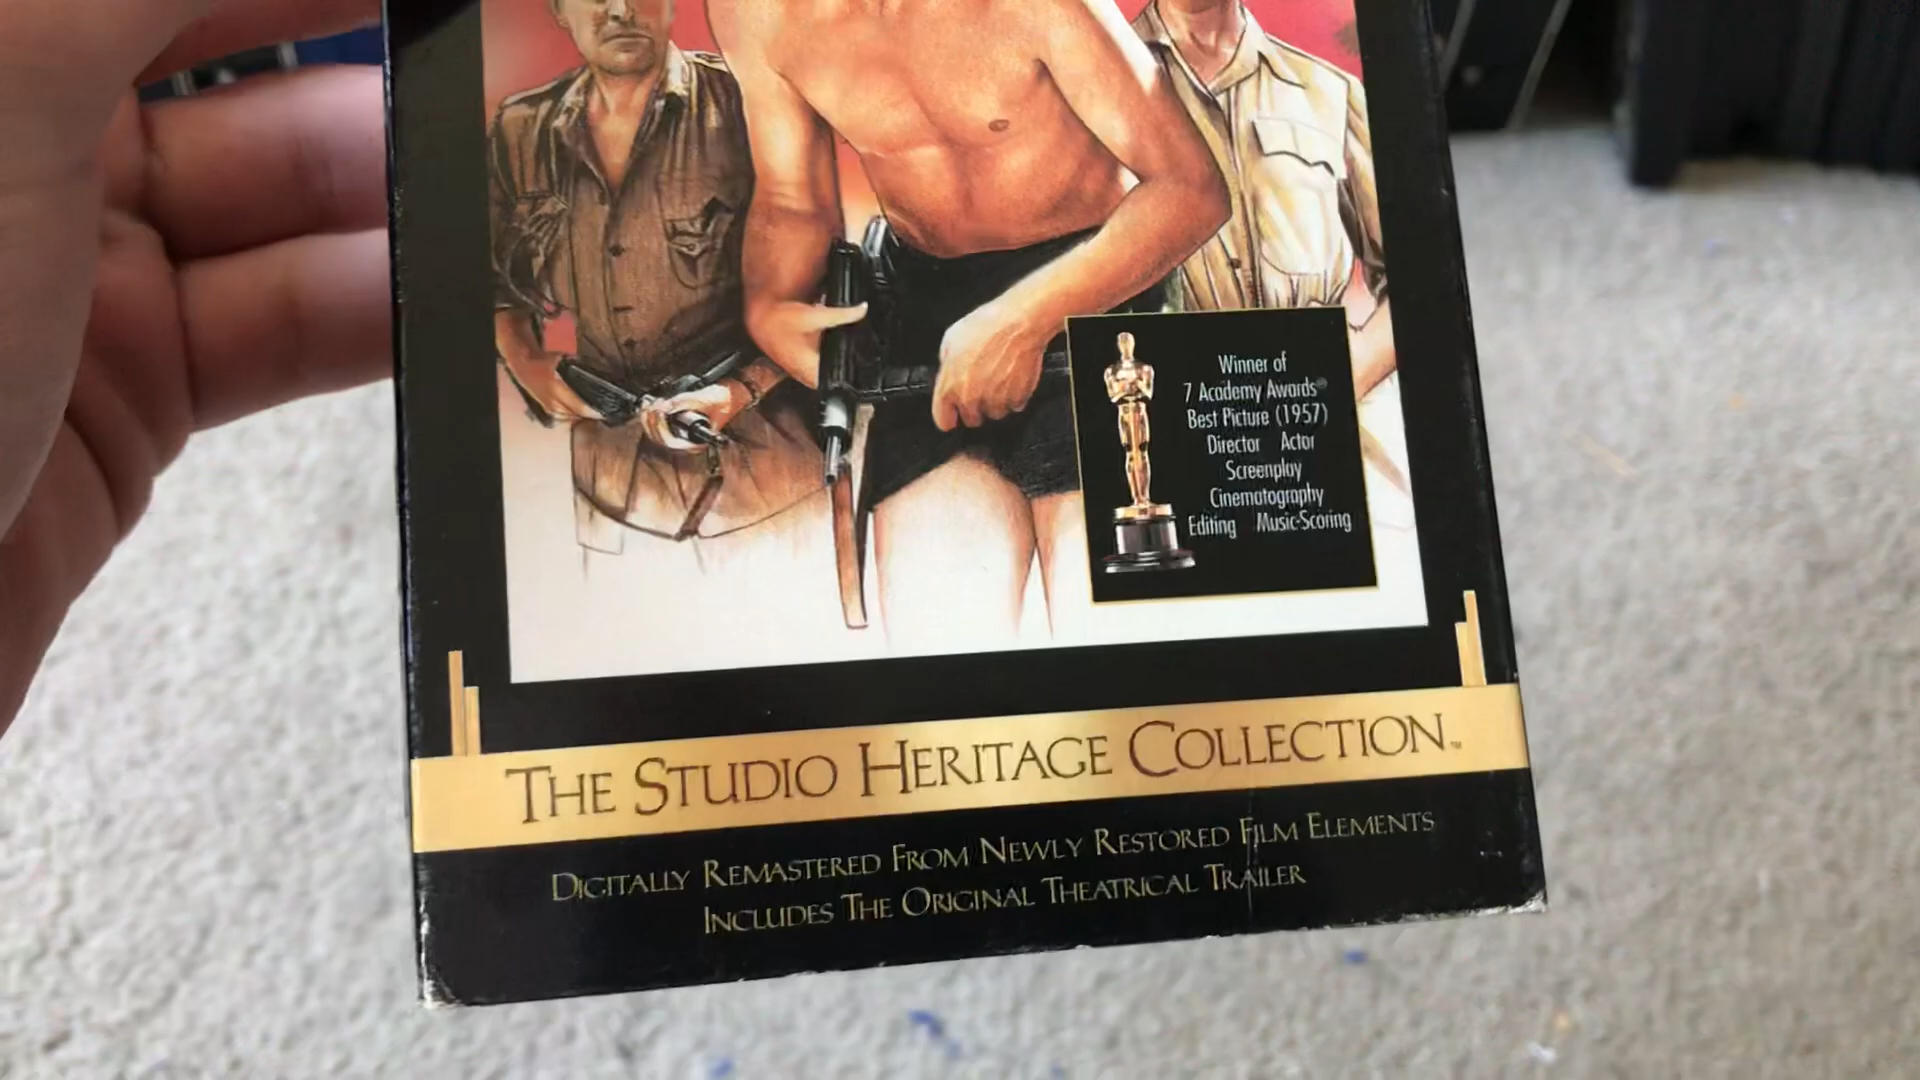 Winner of
7 Academy Awards®
Best Picture (1957)
Director Actor
Screenplay
Cinematography
Editing Music-Scoring
THE STUDIO HERITAGE COLLECTION™
DIGITALLY REMASTERED FROM NEWLY RESTORED FILM ELEMENTS
INCLUDES THE ORIGINAL THEATRICAL TRAILER